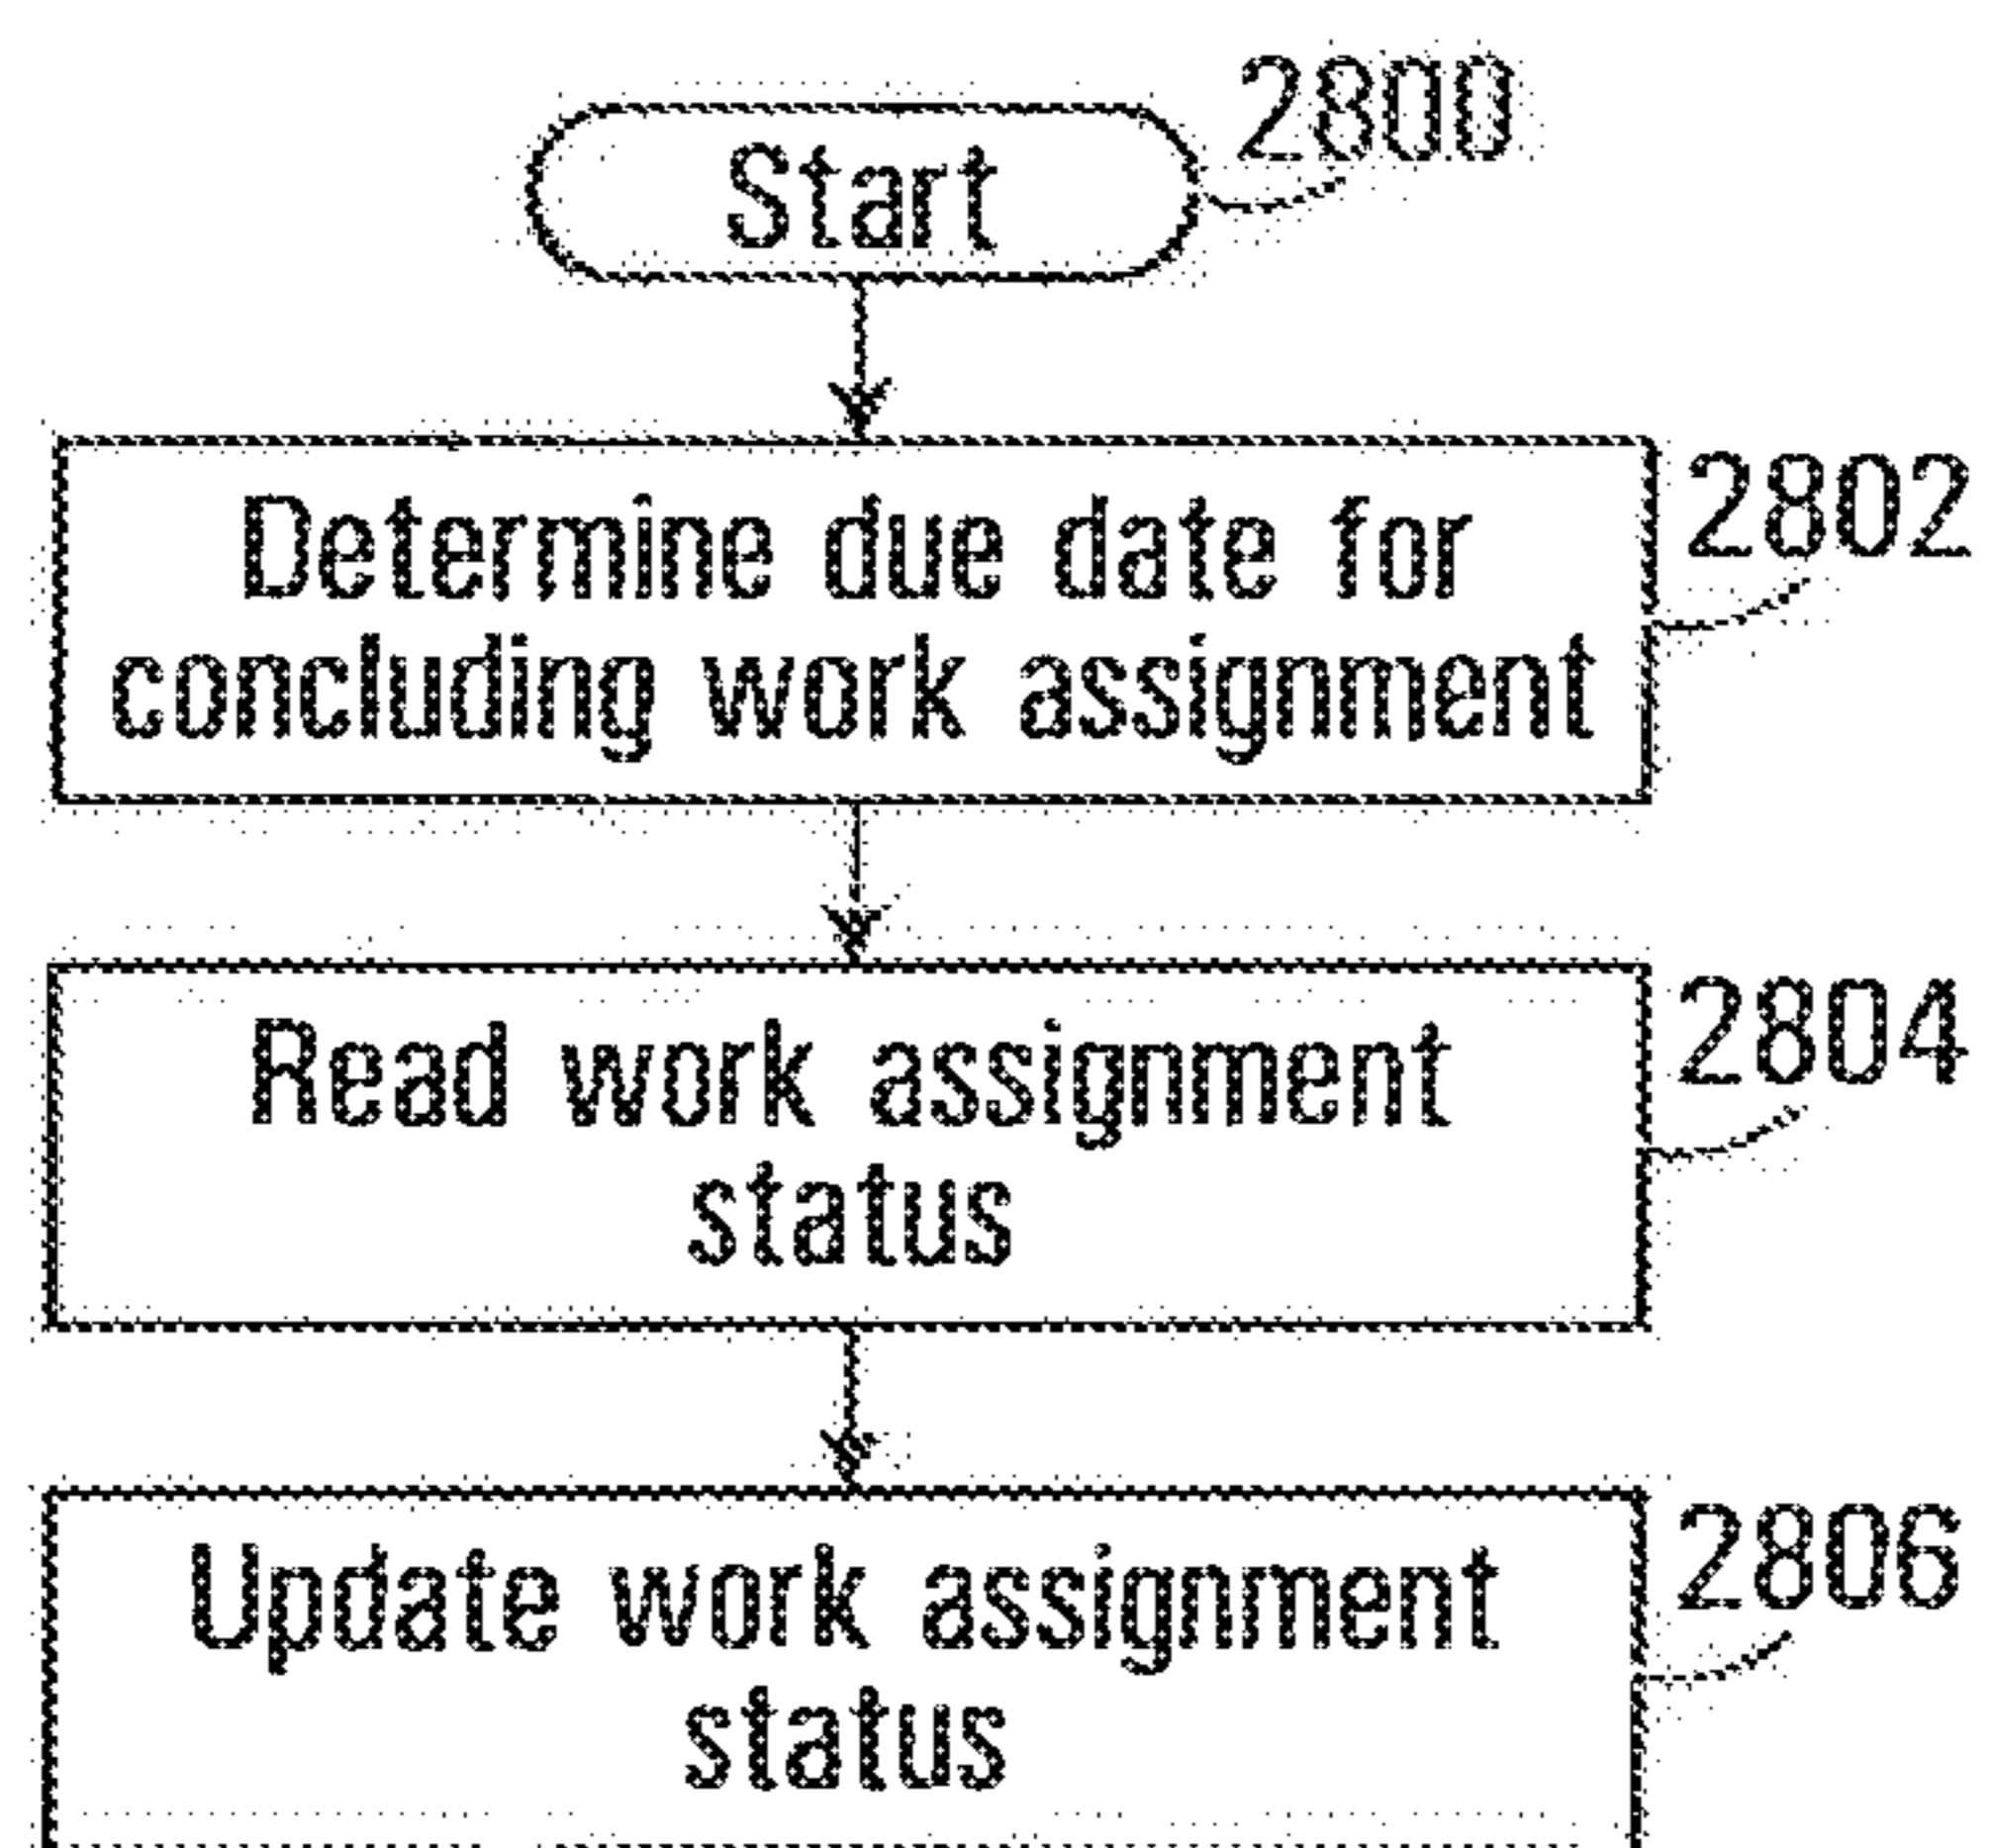 2800
Start
2802
Determine due date for
concluding work assignment
2804
Read work assignment
status
2806
Update work assignment
status